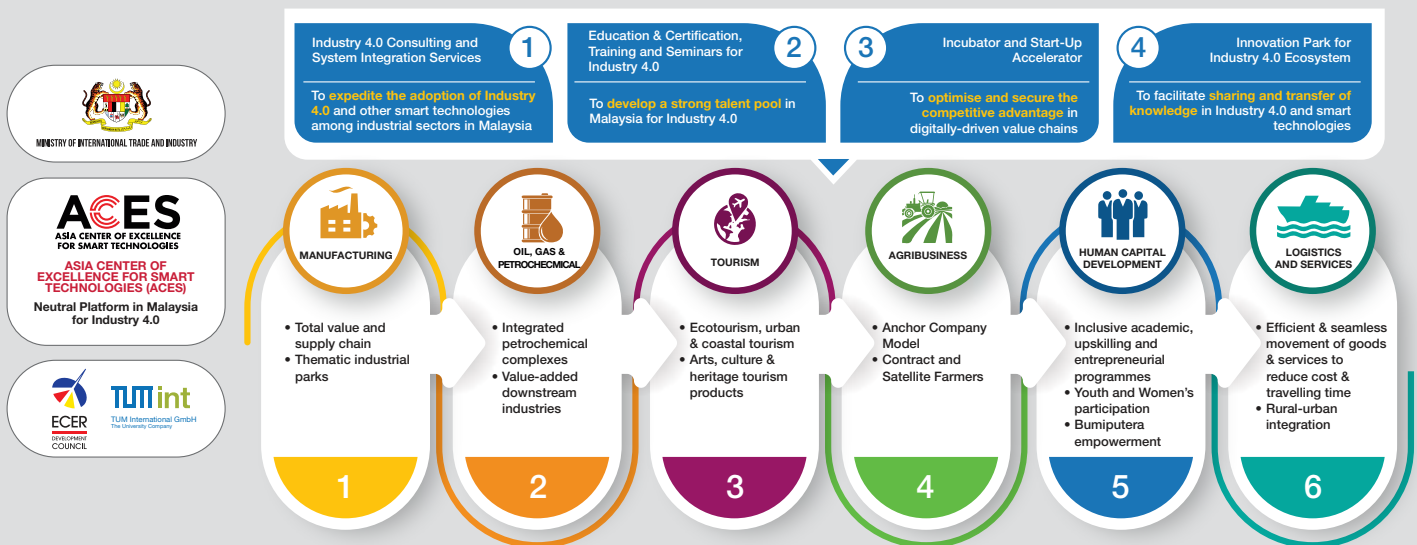 Industry 4.0 Consulting and
System Integration Services
1
To expedite the adoption of Industry
4.0 and other smart technologies
among industrial sectors in Malaysia
Education & Certification,
Training and Seminars for
Industry 4.0
2
To develop a strong talent pool in
Malaysia for Industry 4.0
3
Incubator and Start-Up
Accelerator
To optimise and secure the
competitive advantage in
digitally-driven value chains
4
Innovation Park for
Industry 4.0 Ecosystem
To facilitate sharing and transfer of
knowledge in Industry 4.0 and smart
technologies
MINISTRY OF INTERNATIONAL TRADE AND INDUSTRY
ACES
ASIA CENTER OF EXCELLENCE
FOR SMART TECHNOLOGIES
ASIA CENTER OF
EXCELLENCE FOR SMART
TECHNOLOGIES (ACES)
Neutral Platform in Malaysia
for Industry 4.0
ECER
DEVELOPMENT
COUNCIL
TUM int
TUM International GmbH
The University Company
MANUFACTURING
• Total value and
supply chain
• Thematic industrial
parks
1
OIL, GAS &
PETROCHECMICAL
• Integrated
petrochemical
complexes
• Value-added
downstream
industries
2
TOURISM
• Ecotourism, urban
& coastal tourism
• Arts, culture &
heritage tourism
products
3
AGRIBUSINESS
• Anchor Company
Model
• Contract and
Satellite Farmers
4
HUMAN CAPITAL
DEVELOPMENT
• Inclusive academic,
upskilling and
entrepreneurial
programmes
• Youth and Women's
participation
• Bumiputera
empowerment
5
LOGISTICS
AND SERVICES
• Efficient & seamless
movement of goods
& services to
reduce cost &
travelling time
• Rural-urban
integration
6